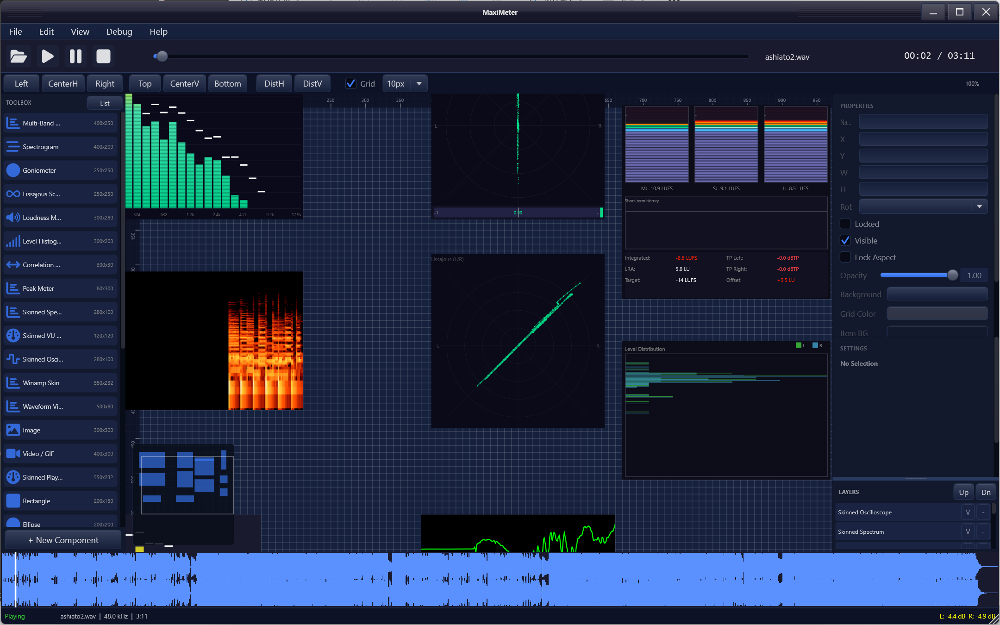 MaxiMeter
File Edit View Debug Help
ashiato2.wav 00:02 / 03:11
Left CenterH Right Top CenterV Bottom DistH DistV Grid 10px 100%
TOOLBOX List
Multi-Band ... 400x250
Spectrogram 400x200
Goniometer 250x250
Lissajous Sc... 250x250
Loudness M... 300x280
Level Histog... 300x200
Correlation ... 300x30
Peak Meter 80x300
Skinned Spe... 280x100
Skinned VU ... 120x120
Skinned Osci... 280x100
Winamp Skin 550x232
Waveform Vi... 500x80
Image 300x300
Video / GIF 400x300
Skinned Play... 550x232
Rectangle 200x150
Ellipse 200x200
+ New Component
250 300 350 650 700 750 800 850 900 950
150
324 632 1.2k 2.4k 4.7k 9.2k 17.9k
L R
-1 0.99 +
Lissajous (L/R)
L R
M: -10.9 LUFS S: -9.1 LUFS I: -8.5 LUFS
Short-term history
Integrated: -8.5 LUFS TP Left: -0.0 dBTP
LRA: 5.8 LU TP Right: -0.0 dBTP
Target: -14 LUFS Offset: +5.5 LU
Level Distribution L R
PROPERTIES
Na...
X
Y
W
H
Rot
Locked
Visible
Lock Aspect
Opacity 1.00
Background
Grid Color
Item BG
SETTINGS
No Selection
LAYERS Up Dn
Skinned Oscilloscope V -
Skinned Spectrum V -
Playing ashiato2.wav | 48.0 kHz | 3:11 L: -4.4 dB R: -4.9 dB